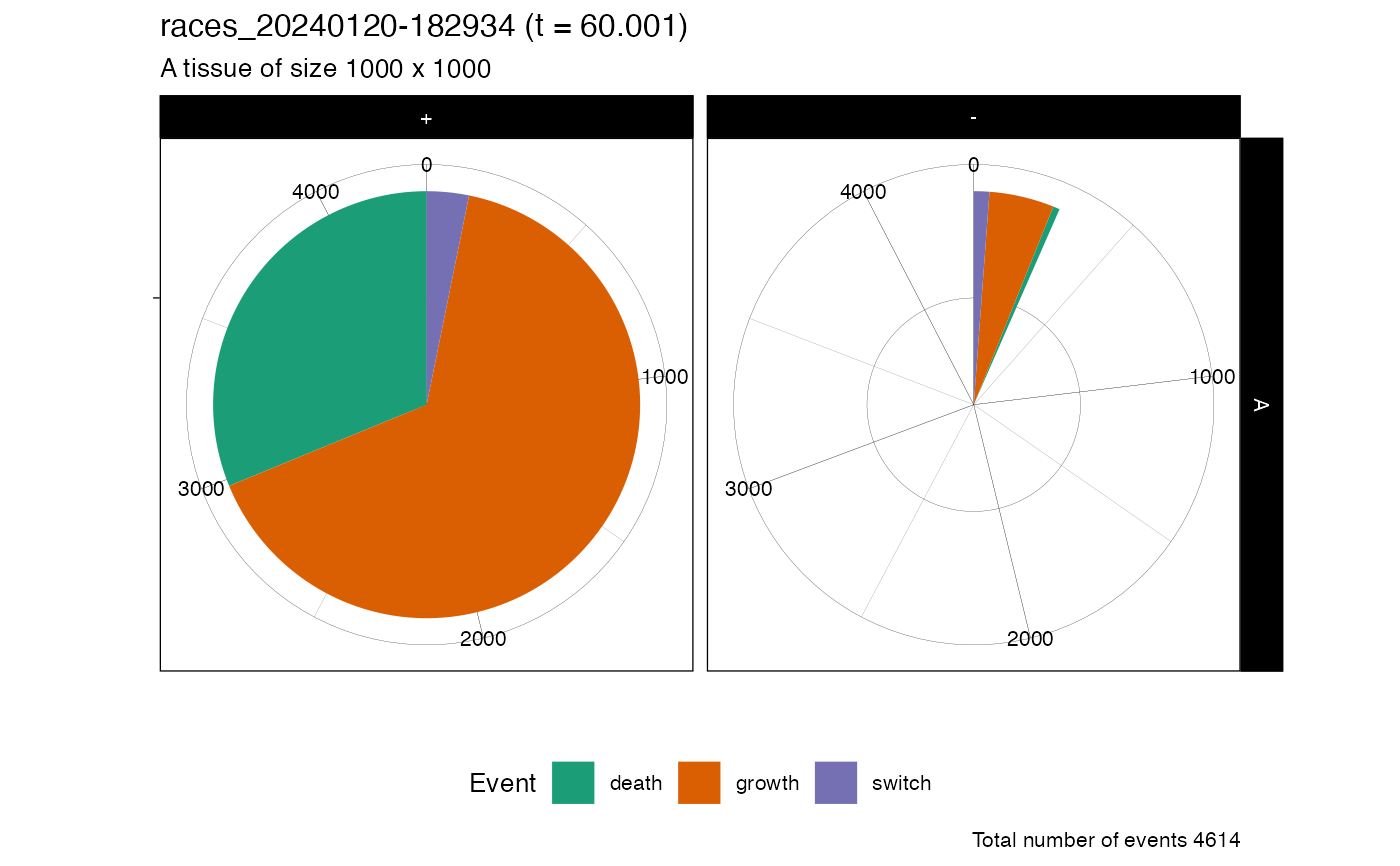 races_20240120-182934 (t = 60.001)
A tissue of size 1000 x 1000
+
-
0
4000
1000
3000
2000
0
4000
1000
3000
2000
A
Event death growth switch
Total number of events 4614